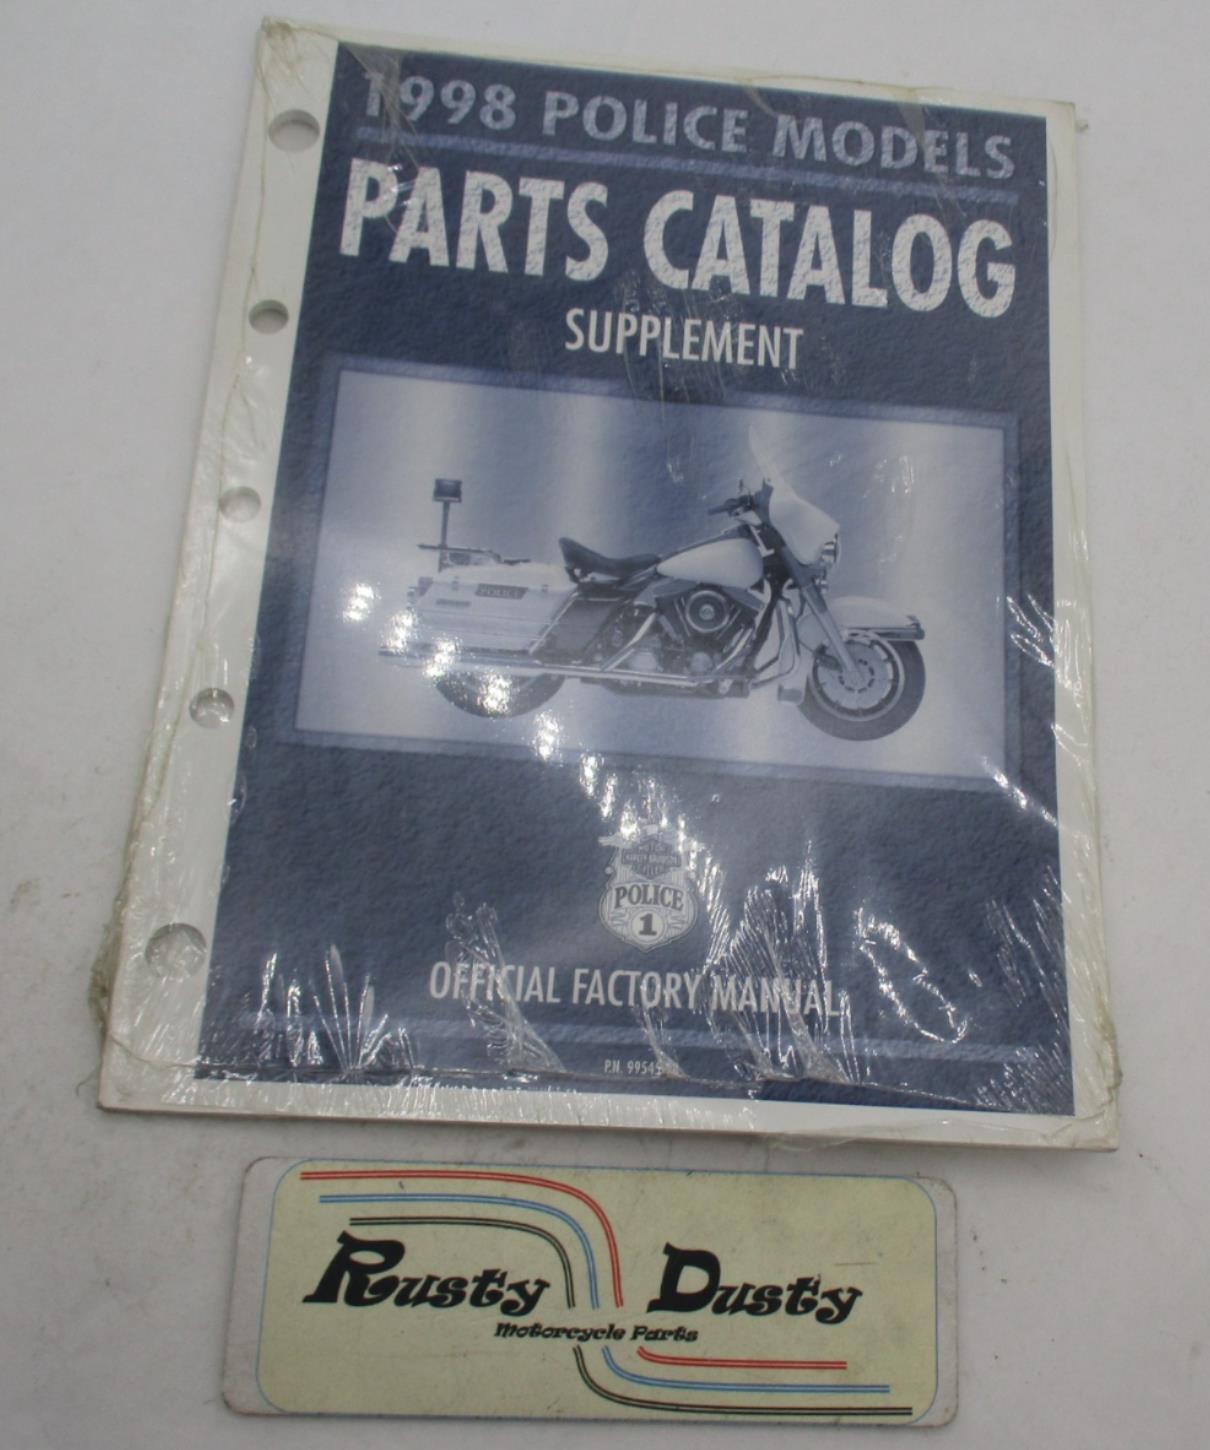 1998 POLICE MODELS
PARTS CATALOG
SUPPLEMENT
POLICE
POLICE
1
OFFICIAL FACTORY MANUAL
P.N.
Rusty Dusty
Motorcycle Parts